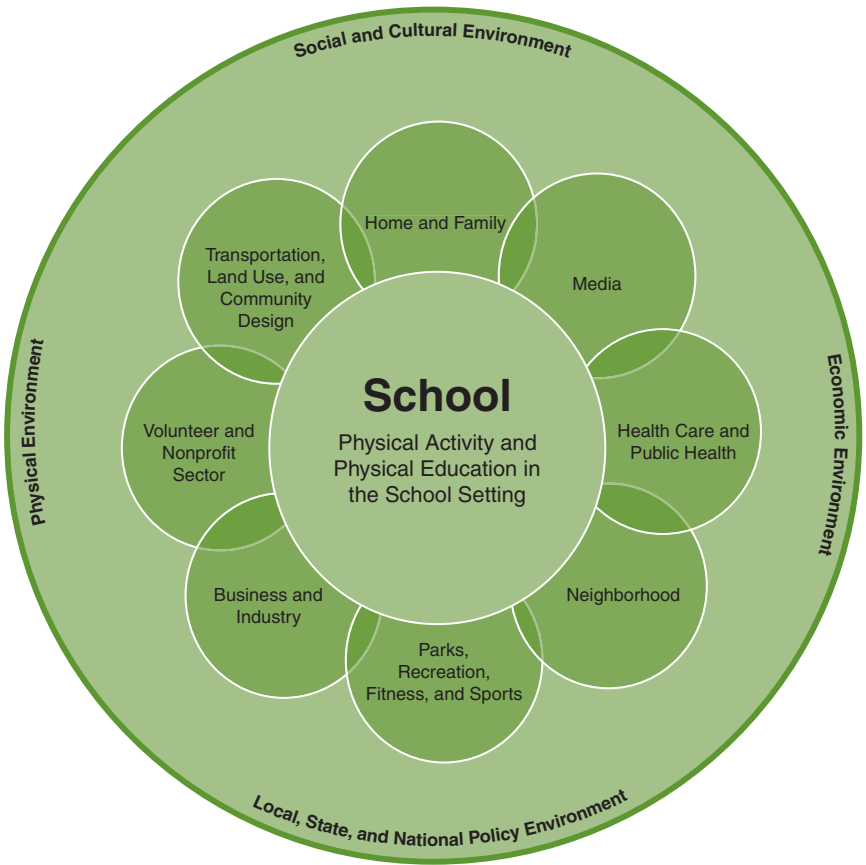 Social and Cultural Environment
Home and Family
Media
Transportation,
Land Use, and
Community
Design
Physical Environment
Economic Environment
School
Physical Activity and
Physical Education in
the School Setting
Volunteer and
Nonprofit
Sector
Health Care and
Public Health
Business and
Industry
Neighborhood
Parks,
Recreation,
Fitness, and Sports
Local, State, and National Policy Environment